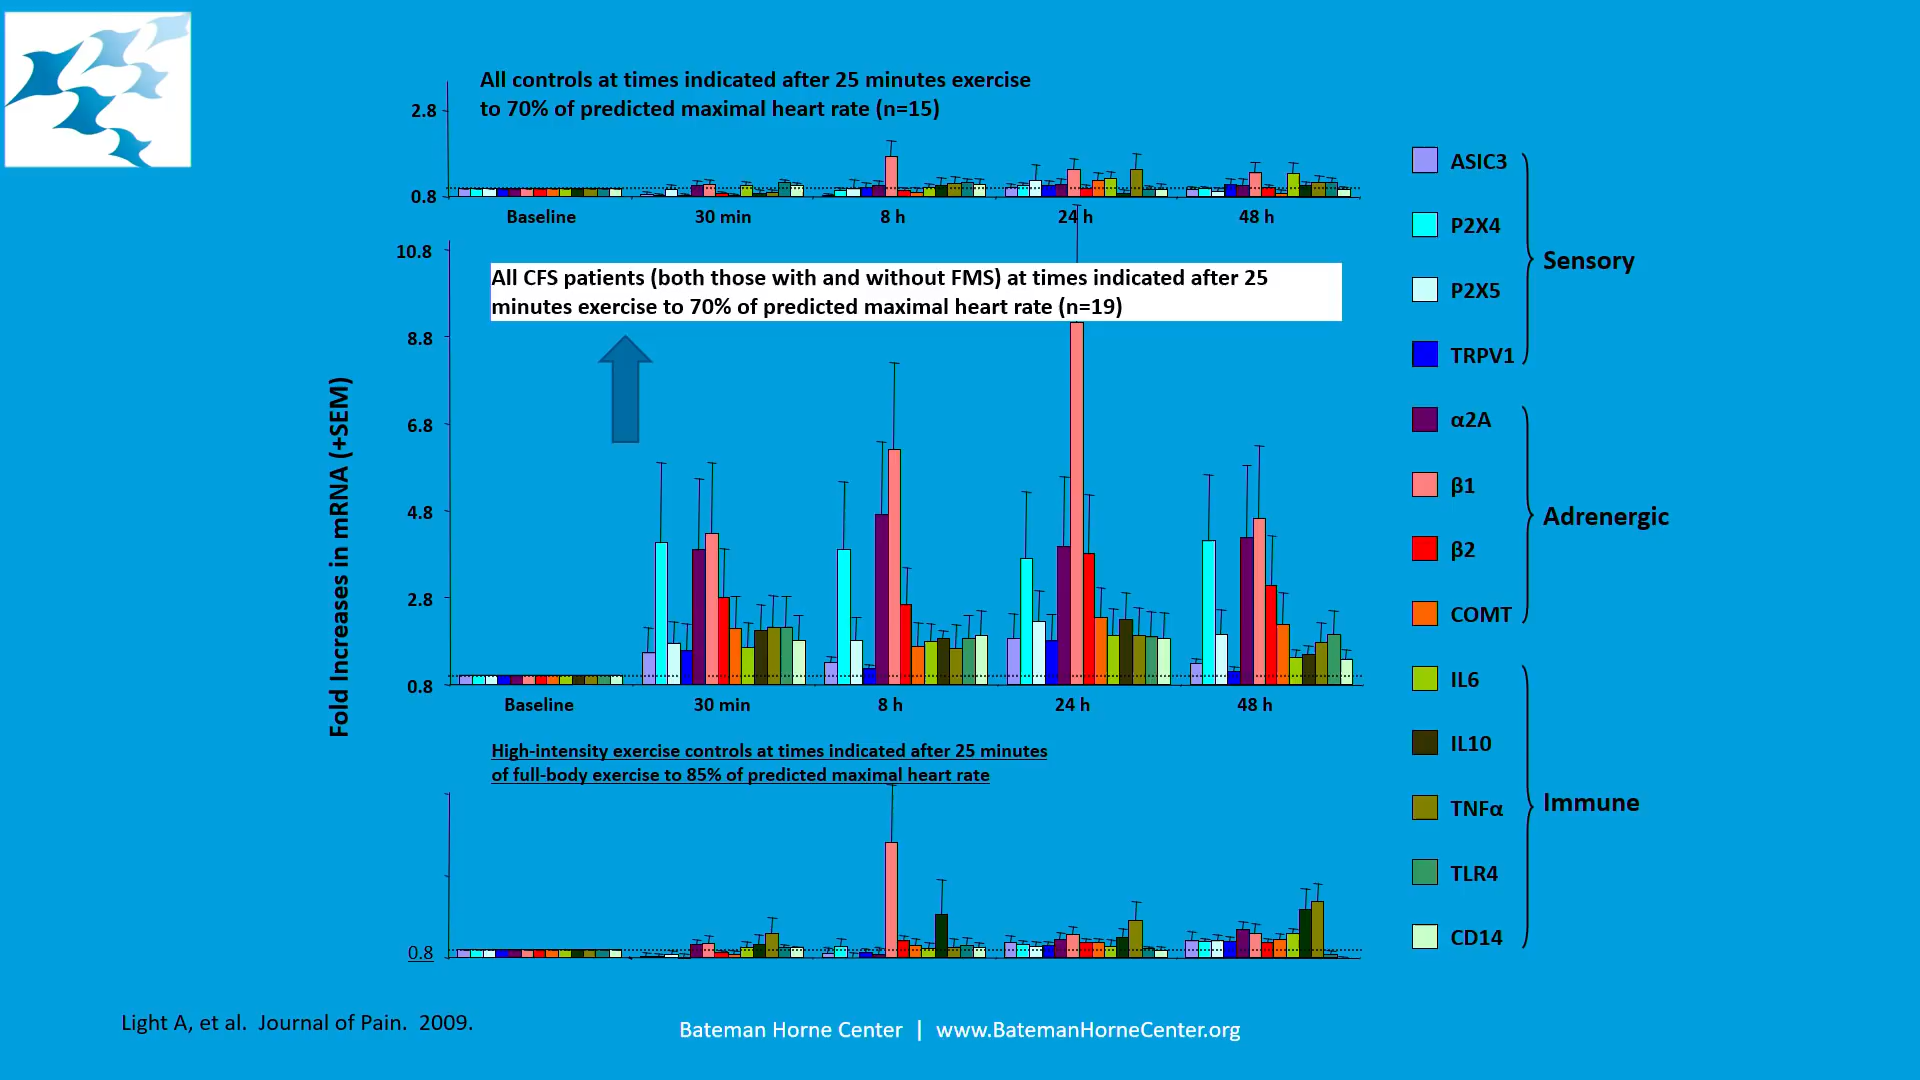 All controls at times indicated after 25 minutes exercise
to 70% of predicted maximal heart rate (n=15)
2.8
0.8
Baseline
30 min
8 h
24 h
48 h
10.8
All CFS patients (both those with and without FMS) at times indicated after 25
minutes exercise to 70% of predicted maximal heart rate (n=19)
8.8
6.8
4.8
2.8
0.8
Fold Increases in mRNA (+SEM)
Baseline
30 min
8 h
24 h
48 h
High-intensity exercise controls at times indicated after 25 minutes
of full-body exercise to 85% of predicted maximal heart rate
0.8
ASIC3
P2X4
P2X5
TRPV1
Sensory
α2A
β1
β2
COMT
Adrenergic
IL6
IL10
TNFα
TLR4
CD14
Immune
Light A, et al.  Journal of Pain.  2009.
Bateman Horne Center | www.BatemanHorneCenter.org